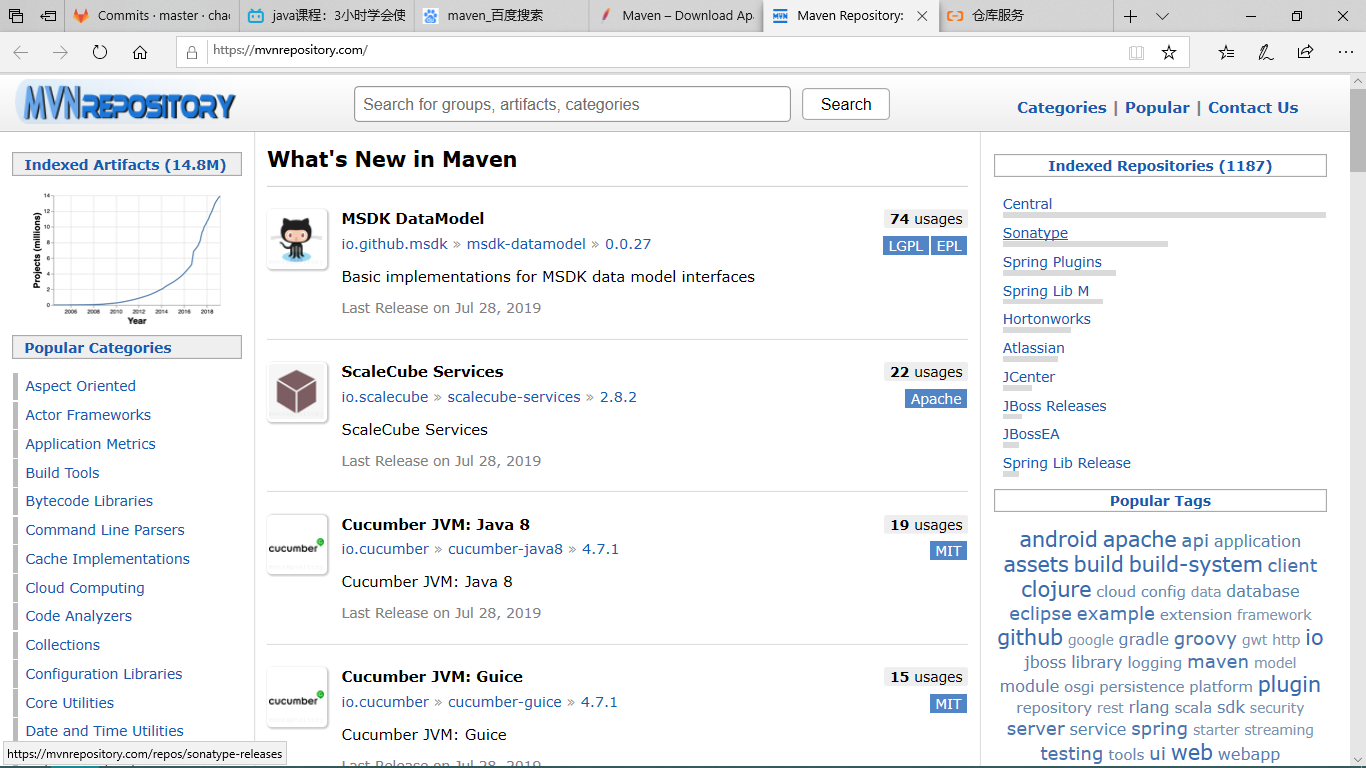 Commits · master · chac
java课程：3小时学会使
maven_百度搜索
Maven – Download Apa
Maven Repository:
仓库服务
https://mvnrepository.com/
MVNREPOSITORY
Search for groups, artifacts, categories
Search
Categories | Popular | Contact Us
Indexed Artifacts (14.8M)
Projects (millions)
14
12
10
8
6
4
2
0
2006 2008 2010 2012 2014 2016 2018
Year
Popular Categories
Aspect Oriented
Actor Frameworks
Application Metrics
Build Tools
Bytecode Libraries
Command Line Parsers
Cache Implementations
Cloud Computing
Code Analyzers
Collections
Configuration Libraries
Core Utilities
Date and Time Utilities
https://mvnrepository.com/repos/sonatype-releases
What's New in Maven
MSDK DataModel
74 usages
io.github.msdk » msdk-datamodel » 0.0.27
LGPL EPL
Basic implementations for MSDK data model interfaces
Last Release on Jul 28, 2019
ScaleCube Services
22 usages
io.scalecube » scalecube-services » 2.8.2
Apache
ScaleCube Services
Last Release on Jul 28, 2019
cucumber
Cucumber JVM: Java 8
19 usages
io.cucumber » cucumber-java8 » 4.7.1
MIT
Cucumber JVM: Java 8
Last Release on Jul 28, 2019
cucumber
Cucumber JVM: Guice
15 usages
io.cucumber » cucumber-guice » 4.7.1
MIT
Cucumber JVM: Guice
Last Release on Jul 28, 2019
Indexed Repositories (1187)
Central
Sonatype
Spring Plugins
Spring Lib M
Hortonworks
Atlassian
JCenter
JBoss Releases
JBossEA
Spring Lib Release
Popular Tags
android apache api application
assets build build-system client
clojure cloud config data database
eclipse example extension framework
github google gradle groovy gwt http io
jboss library logging maven model
module osgi persistence platform plugin
repository rest rlang scala sdk security
server service spring starter streaming
testing tools ui web webapp